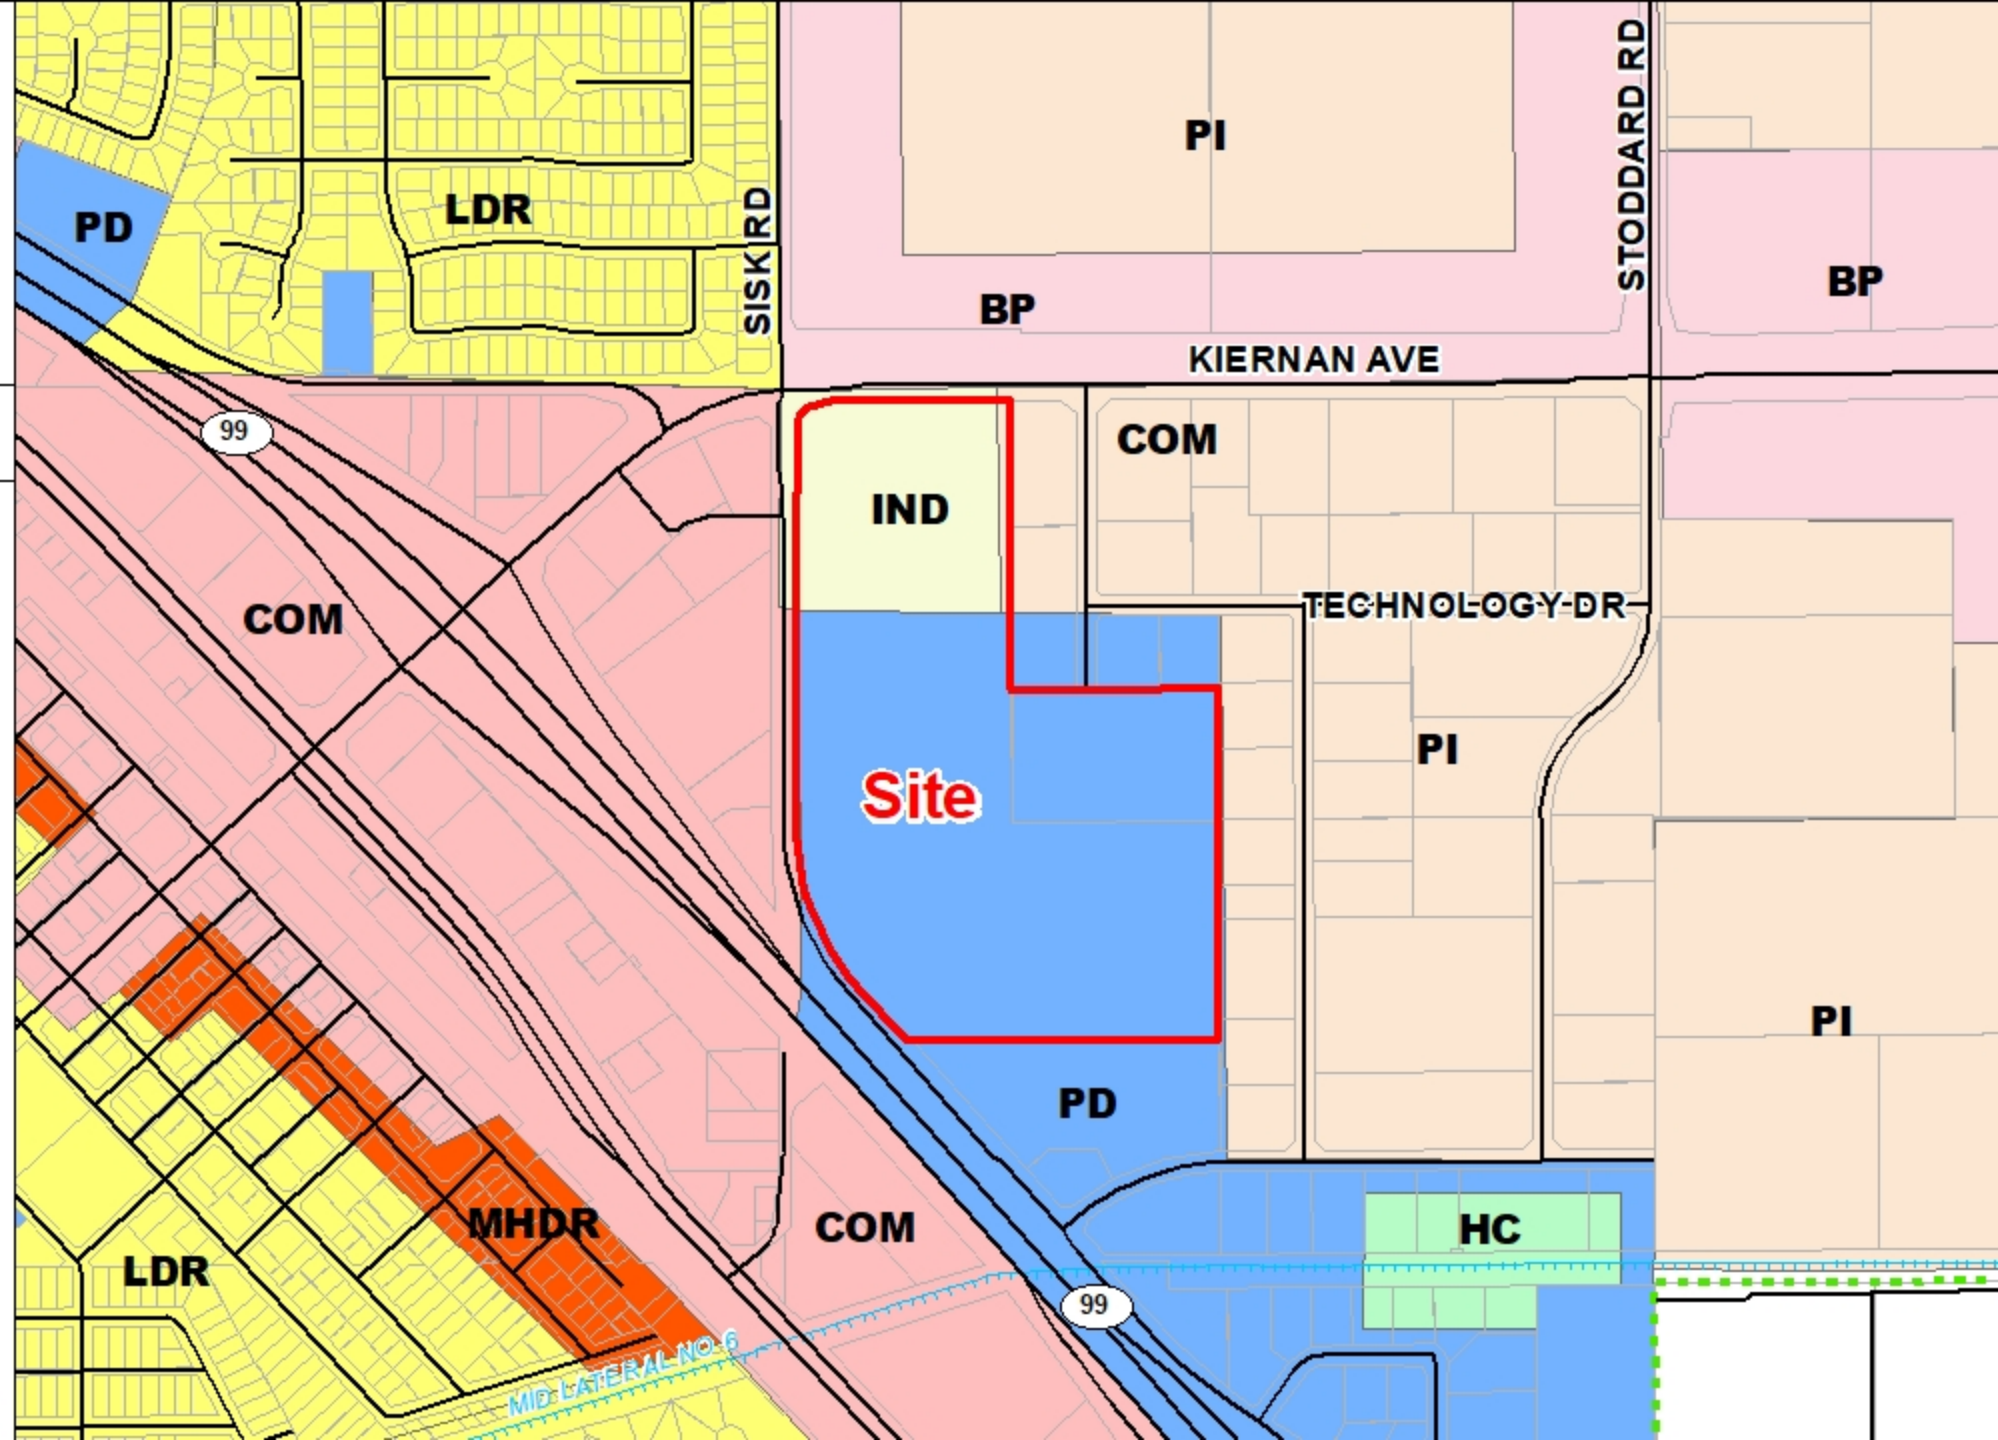 STODDARD RD
PI
LDR
PD
SISK RD
BP
BP
KIERNAN AVE
99
COM
IND
COM
TECHNOLOGY DR
PI
Site
PI
PD
MHDR
COM
HC
LDR
99
MID LATERAL NO. 6